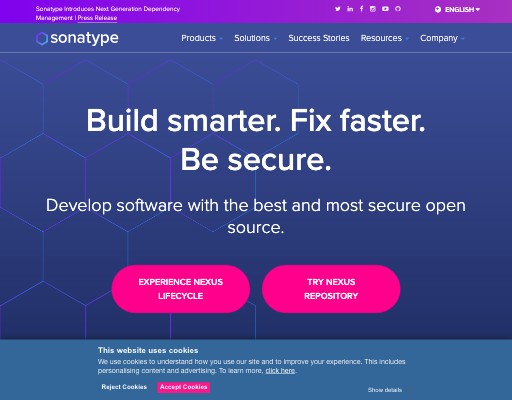 Sonatype Introduces Next Generation Dependency
Management | Press Release
ENGLISH
sonatype
Products
Solutions
Success Stories
Resources
Company
Build smarter. Fix faster.
Be secure.
Develop software with the best and most secure open
source.
EXPERIENCE NEXUS
LIFECYCLE
TRY NEXUS
REPOSITORY
This website uses cookies
We use cookies to understand how you use our site and to improve your experience. This includes
personalising content and advertising. To learn more, click here.
Reject Cookies
Accept Cookies
Show details